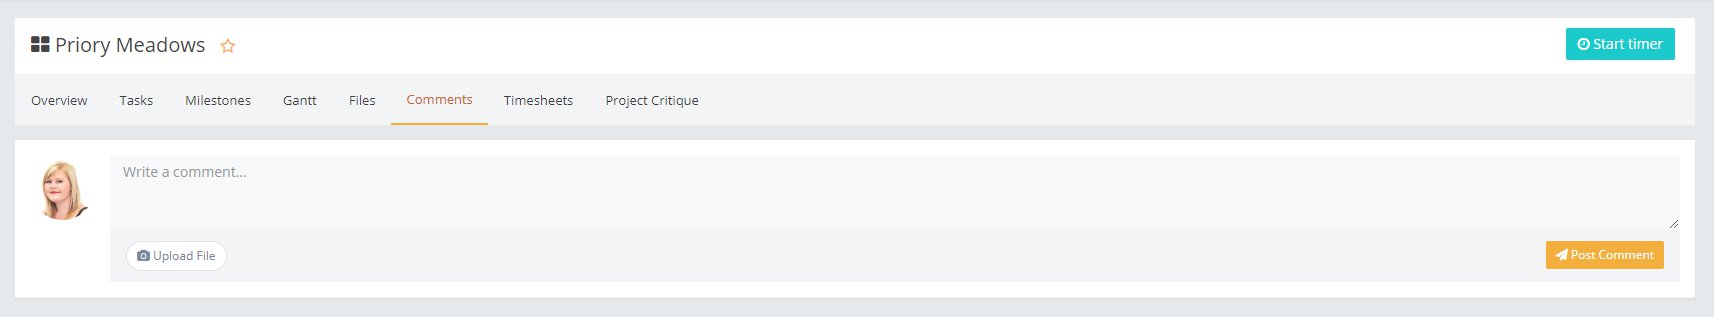 Priory Meadows
Start timer
Overview Tasks Milestones Gantt Files Comments Timesheets Project Critique
Write a comment...
Upload File
Post Comment